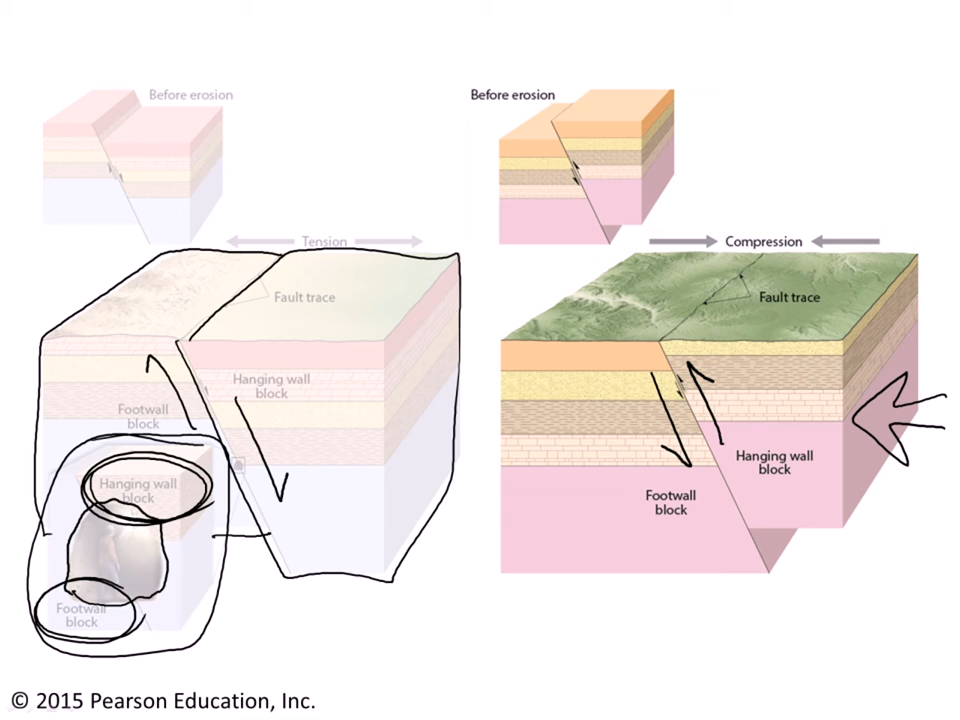 Before erosion
Before erosion
Tension
Compression
Fault trace
Fault trace
Hanging wall
block
Footwall
block
Hanging wall
block
Footwall
block
Hanging wall
block
Footwall
block
© 2015 Pearson Education, Inc.